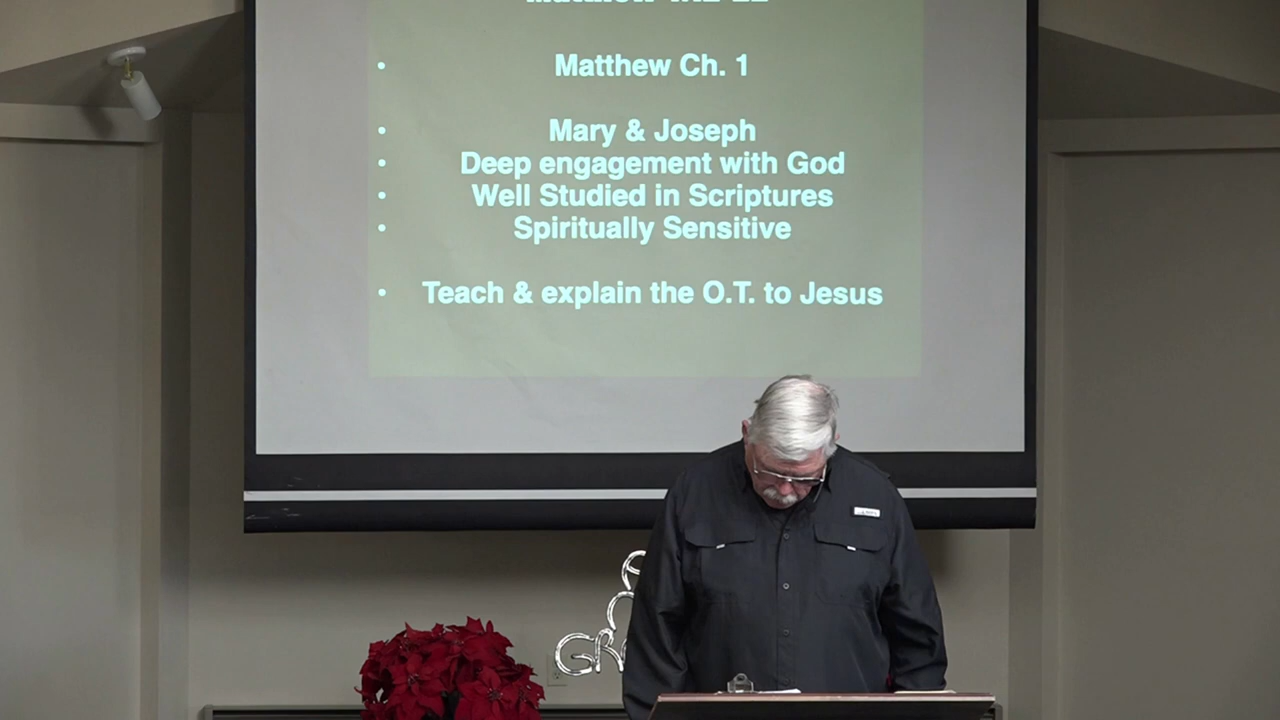 • Matthew Ch. 1
• Mary & Joseph
• Deep engagement with God
• Well Studied in Scriptures
• Spiritually Sensitive
• Teach & explain the O.T. to Jesus